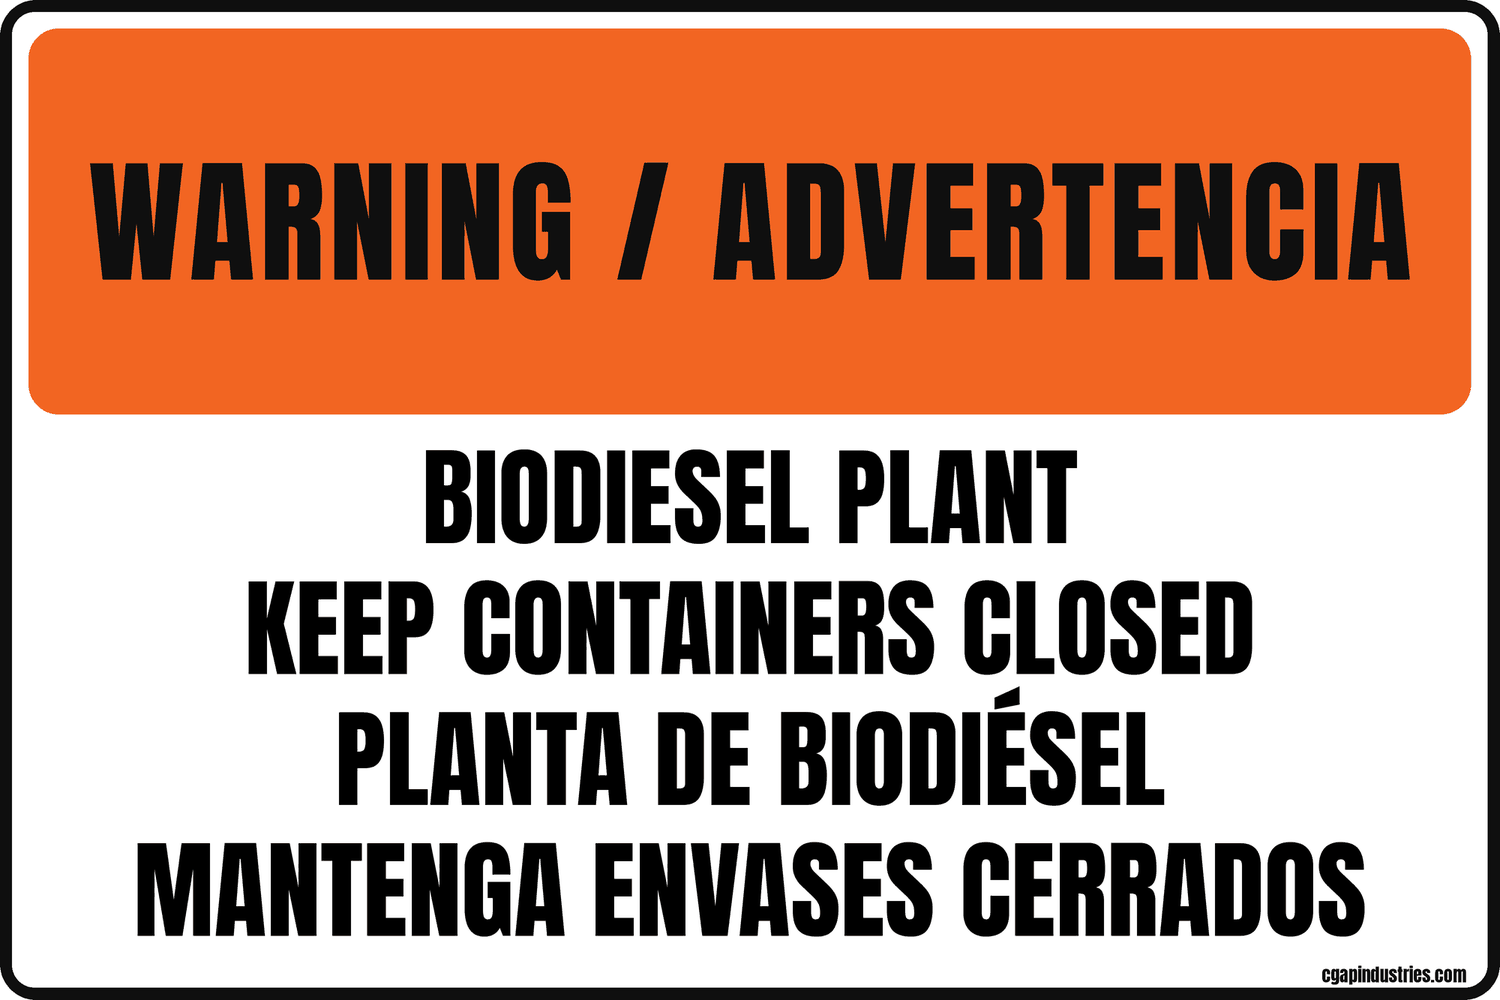 WARNING / ADVERTENCIA
BIODIESEL PLANT
KEEP CONTAINERS CLOSED
PLANTA DE BIODIÉSEL
MANTENGA ENVASES CERRADOS
cgapindustries.com